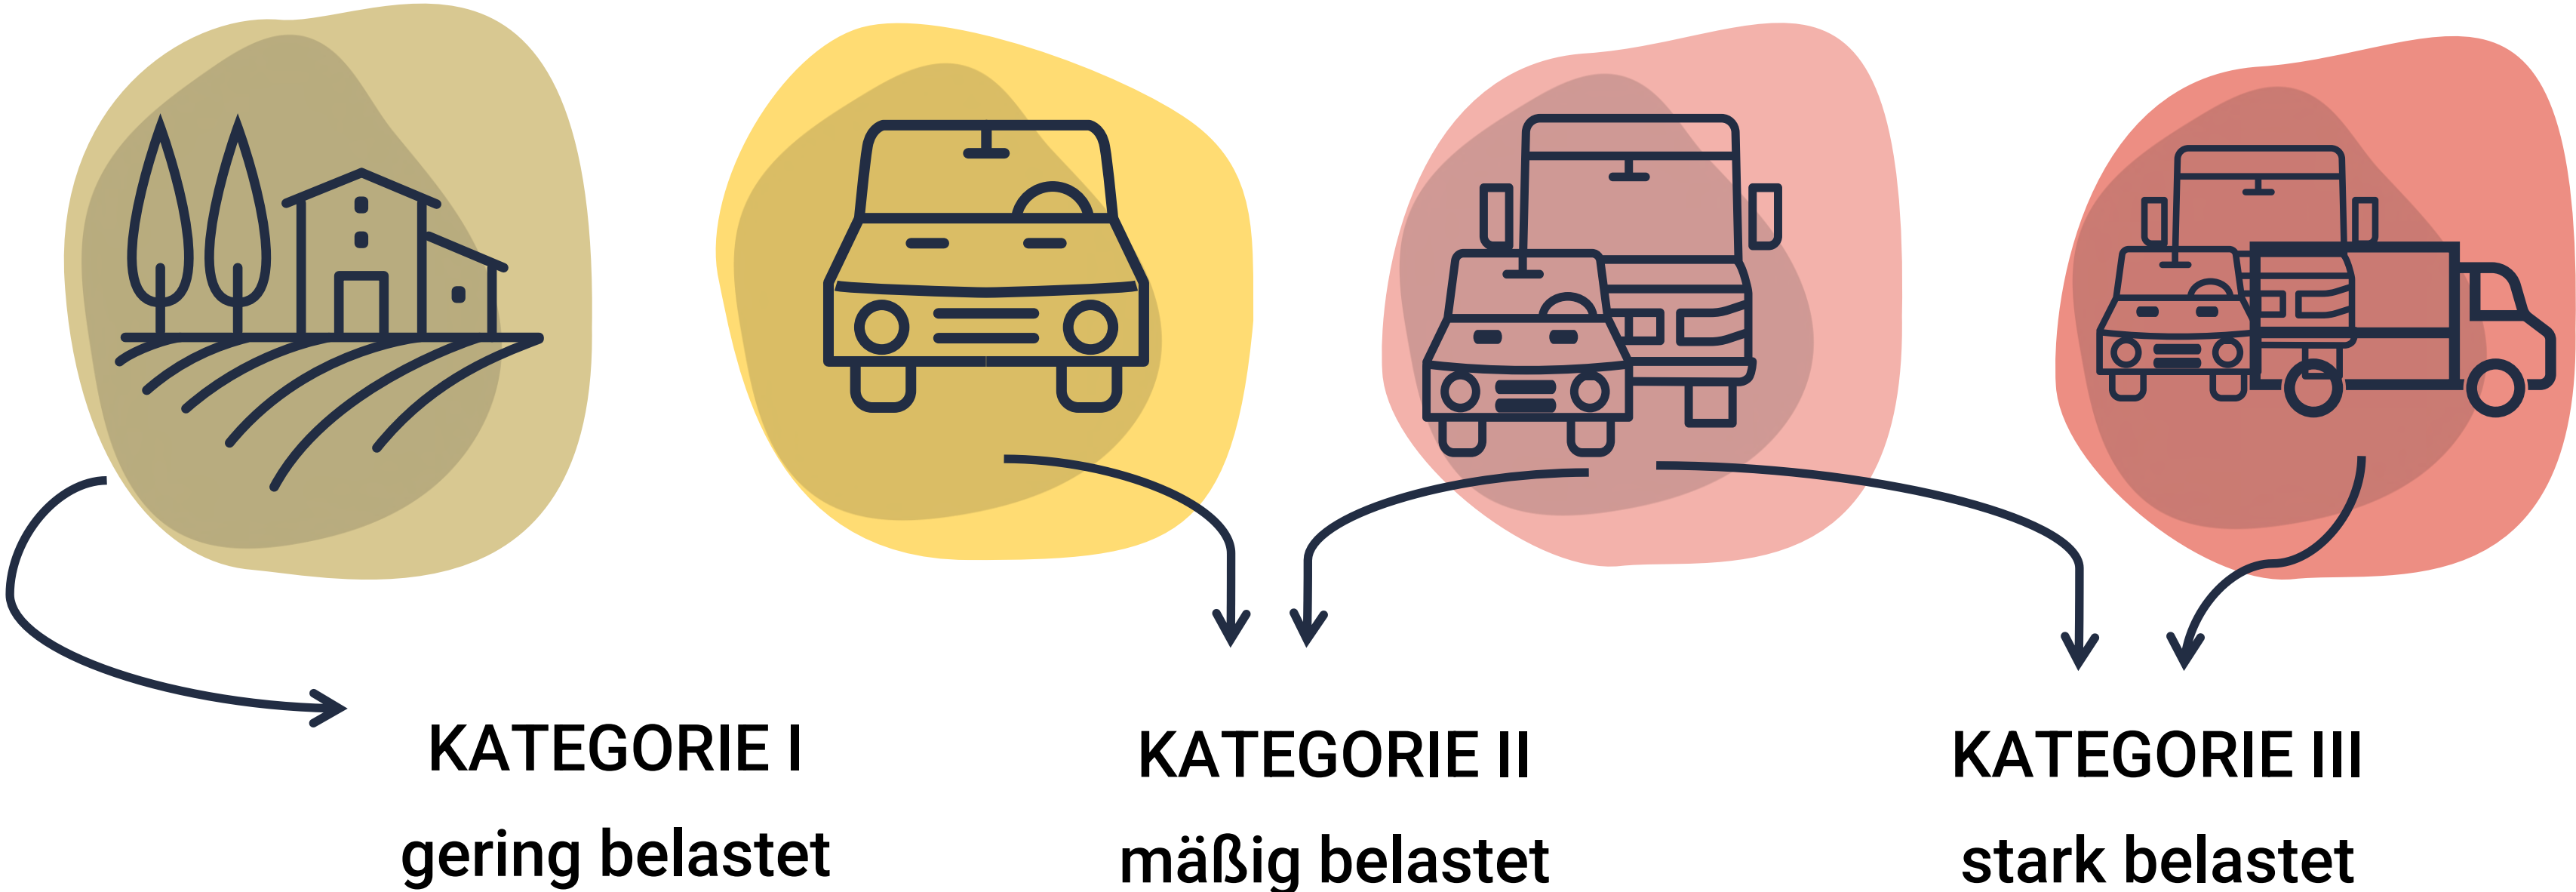 KATEGORIE I
gering belastet
KATEGORIE II
mäßig belastet
KATEGORIE III
stark belastet